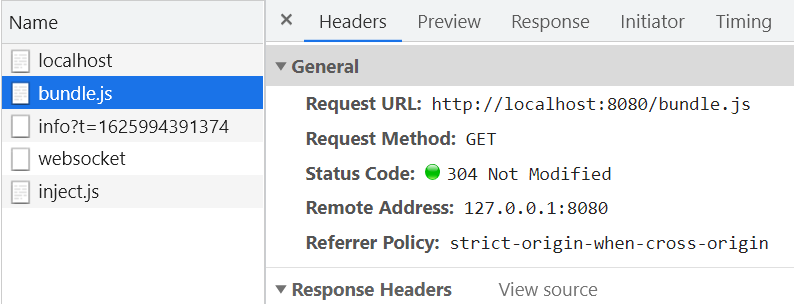 Name
localhost
bundle.js
info?t=1625994391374
websocket
inject.js
× Headers Preview Response Initiator Timing
▼ General
Request URL: http://localhost:8080/bundle.js
Request Method: GET
Status Code: 304 Not Modified
Remote Address: 127.0.0.1:8080
Referrer Policy: strict-origin-when-cross-origin
▼ Response Headers View source